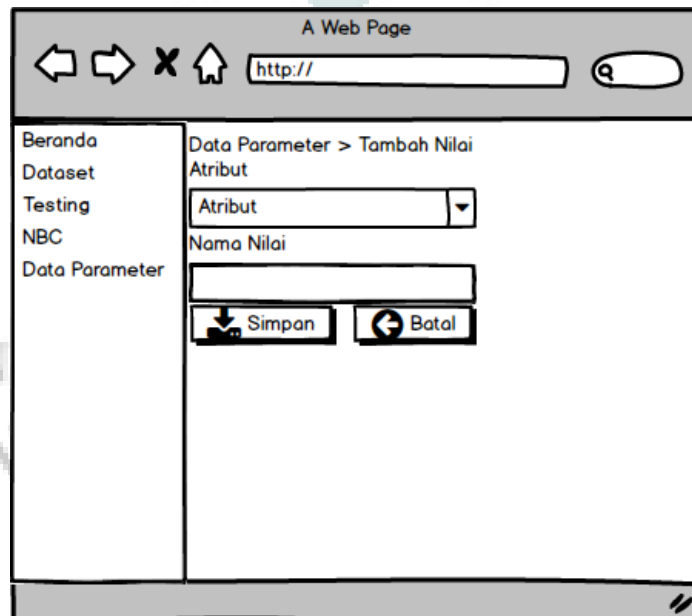 A Web Page
http://
Beranda
Dataset
Testing
NBC
Data Parameter
Data Parameter > Tambah Nilai
Atribut
Atribut
Nama Nilai
Simpan
Batal